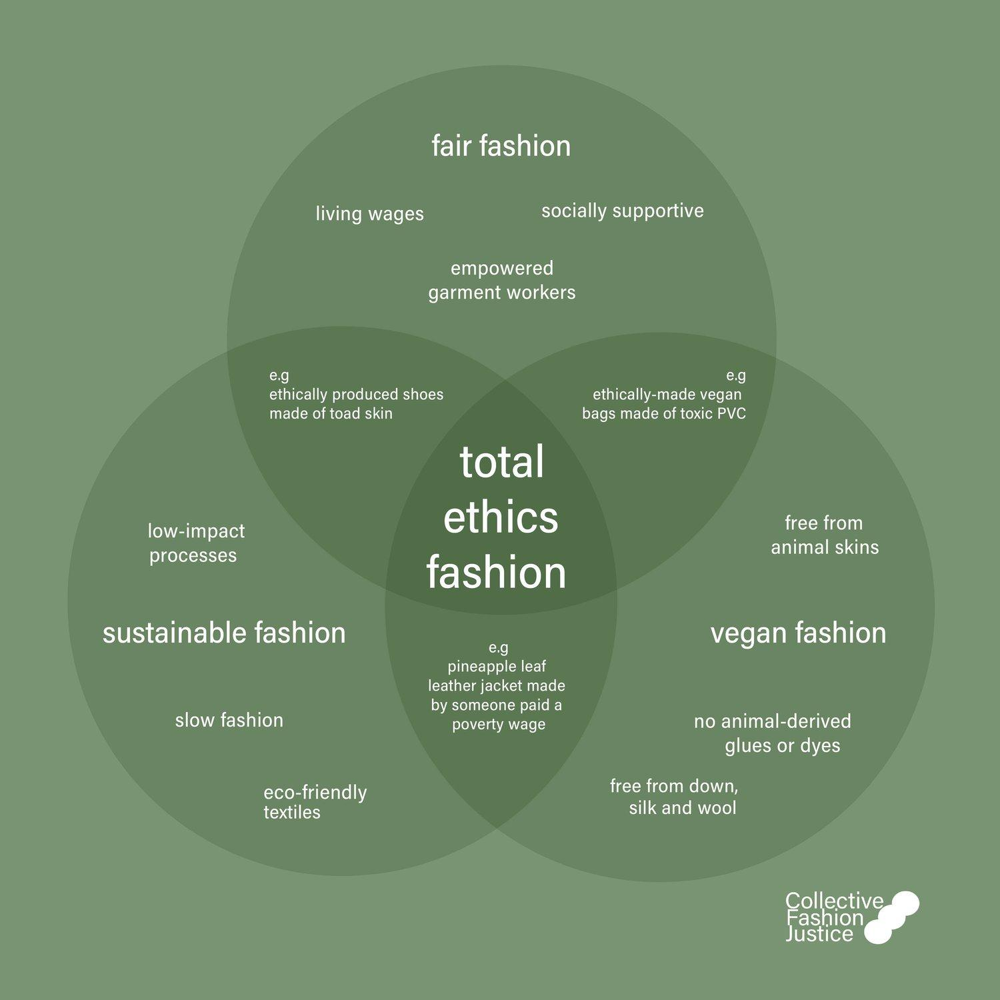 fair fashion
living wages
socially supportive
empowered
garment workers
e.g
ethically produced shoes
made of toad skin
e.g
ethically-made vegan
bags made of toxic PVC
total
ethics
fashion
low-impact
processes
free from
animal skins
sustainable fashion
vegan fashion
e.g
pineapple leaf
leather jacket made
by someone paid a
poverty wage
slow fashion
no animal-derived
glues or dyes
eco-friendly
textiles
free from down,
silk and wool
Collective
Fashion
Justice